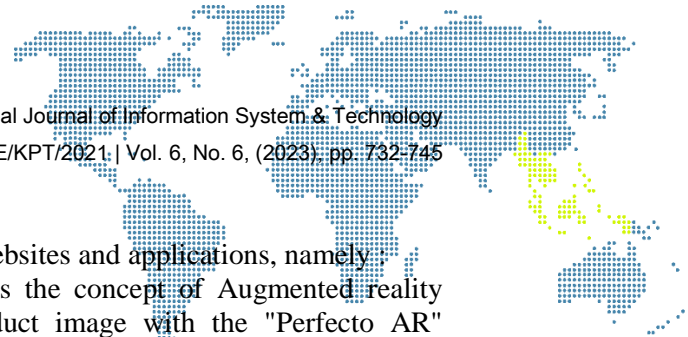 al Journal of Information System & Technology
E/KPT/2021 | Vol. 6, No. 6, (2023), pp. 732-745
ebsites and applications, namely :
s the concept of Augmented reality
duct image with the "Perfecto AR"